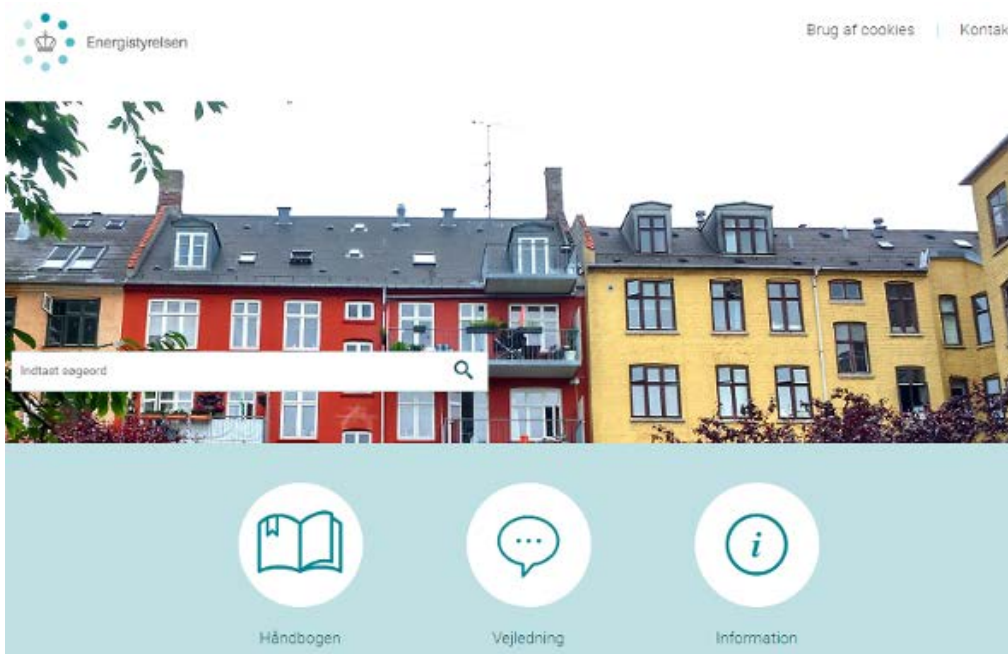 Energistyrelsen
Brug af cookies | Kontak
Indtast søgeord
i
Håndbogen
Vejledning
Information